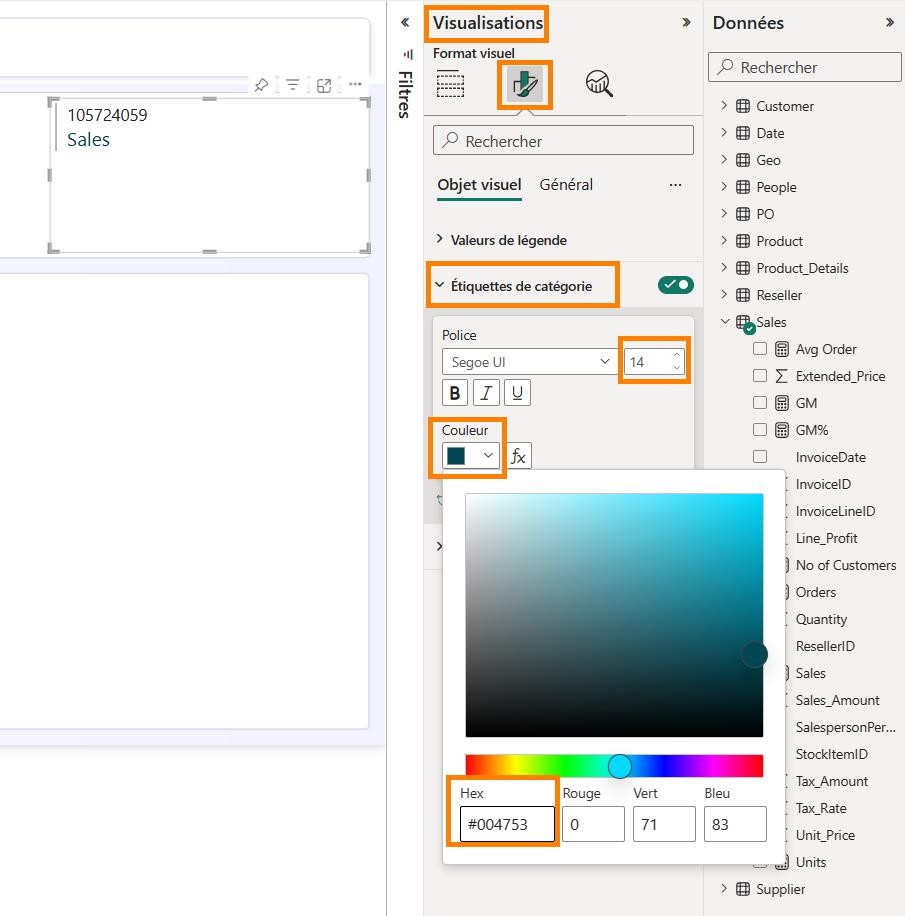 105724059
Sales
Filtres
Visualisations
Format visuel
Rechercher
Objet visuel Général ...
Valeurs de légende
Étiquettes de catégorie
Police
Segoe UI 14
B I U
Couleur
fx
Hex Rouge Vert Bleu
#004753 0 71 83
Données
Rechercher
Customer
Date
Geo
People
PO
Product
Product_Details
Reseller
Sales
Avg Order
Extended_Price
GM
GM%
InvoiceDate
InvoiceID
InvoiceLineID
Line_Profit
No of Customers
Orders
Quantity
ResellerID
Sales
Sales_Amount
SalespersonPer...
StockItemID
Tax_Amount
Tax_Rate
Unit_Price
Units
Supplier